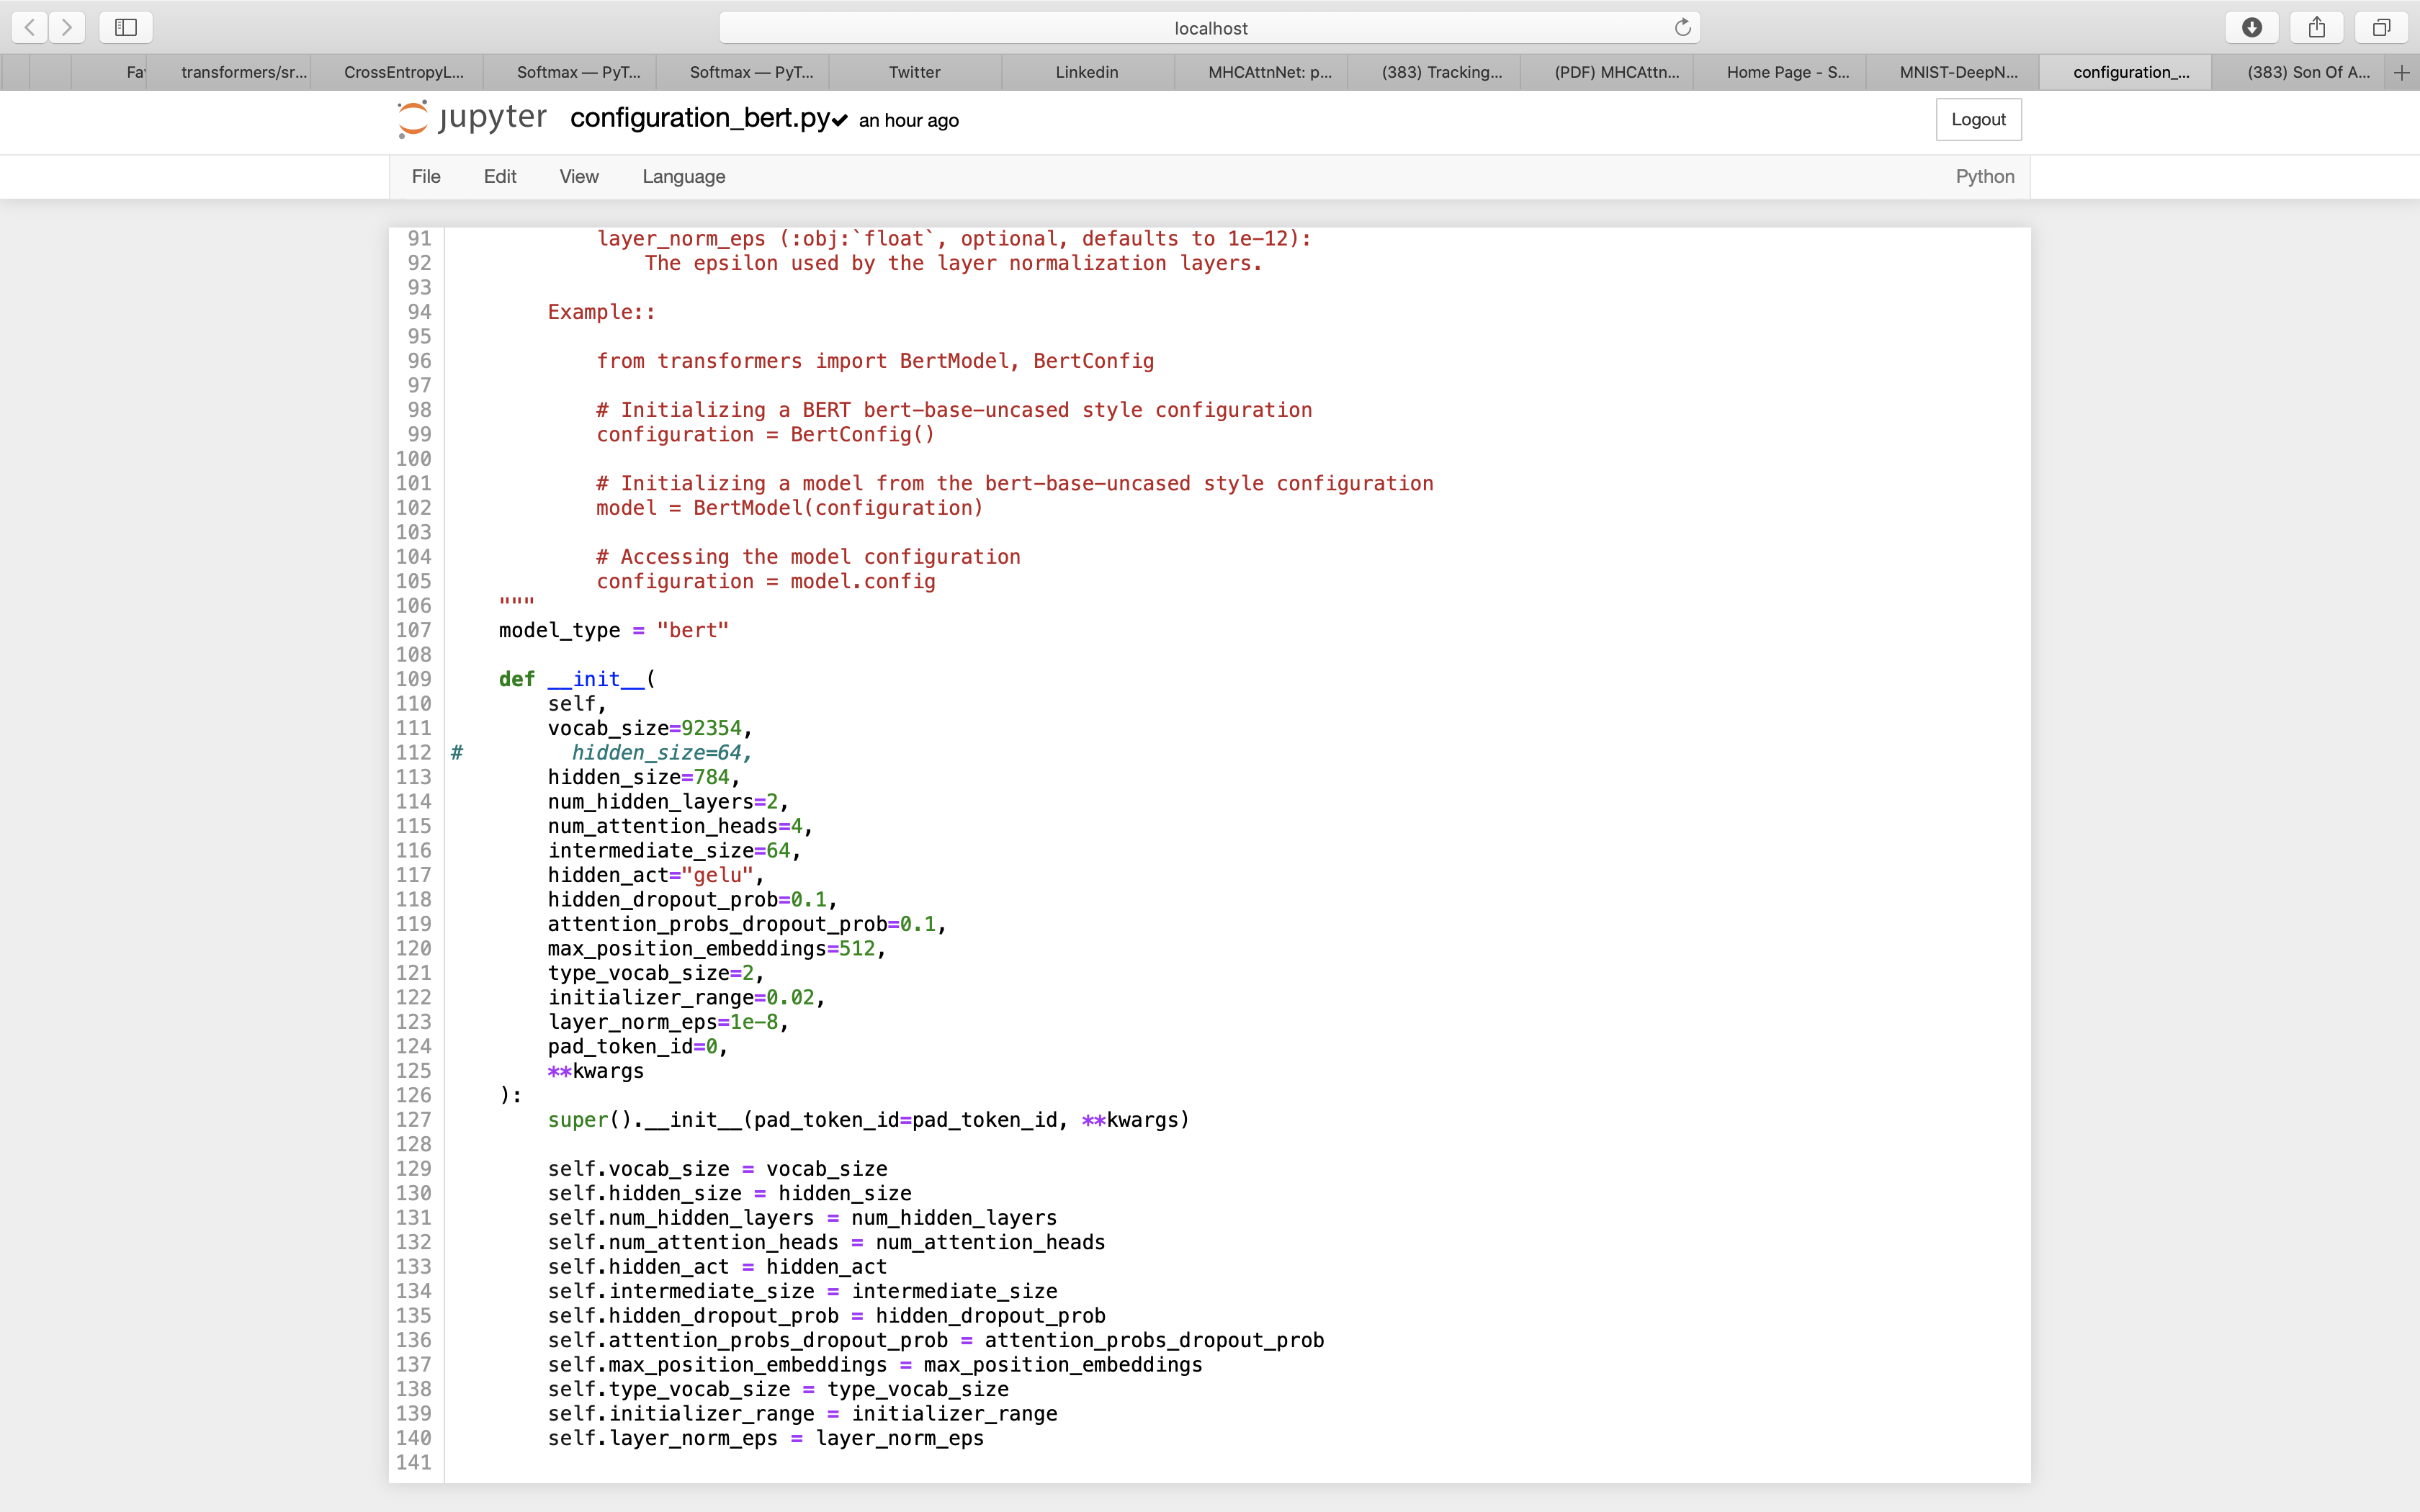 localhost
Fa transformers/sr... CrossEntropyL... Softmax — PyT... Softmax — PyT... Twitter Linkedin MHCAttnNet: p... (383) Tracking... (PDF) MHCAttn... Home Page - S... MNIST-DeepN... configuration_... (383) Son Of A...
jupyter configuration_bert.py✔ an hour ago Logout
File Edit View Language Python
91 layer_norm_eps (:obj:`float`, optional, defaults to 1e-12):
92 The epsilon used by the layer normalization layers.
93
94 Example::
95
96 from transformers import BertModel, BertConfig
97
98 # Initializing a BERT bert-base-uncased style configuration
99 configuration = BertConfig()
100
101 # Initializing a model from the bert-base-uncased style configuration
102 model = BertModel(configuration)
103
104 # Accessing the model configuration
105 configuration = model.config
106 """
107 model_type = "bert"
108
109 def __init__(
110 self,
111 vocab_size=92354,
112 # hidden_size=64,
113 hidden_size=784,
114 num_hidden_layers=2,
115 num_attention_heads=4,
116 intermediate_size=64,
117 hidden_act="gelu",
118 hidden_dropout_prob=0.1,
119 attention_probs_dropout_prob=0.1,
120 max_position_embeddings=512,
121 type_vocab_size=2,
122 initializer_range=0.02,
123 layer_norm_eps=1e-8,
124 pad_token_id=0,
125 **kwargs
126 ):
127 super().__init__(pad_token_id=pad_token_id, **kwargs)
128
129 self.vocab_size = vocab_size
130 self.hidden_size = hidden_size
131 self.num_hidden_layers = num_hidden_layers
132 self.num_attention_heads = num_attention_heads
133 self.hidden_act = hidden_act
134 self.intermediate_size = intermediate_size
135 self.hidden_dropout_prob = hidden_dropout_prob
136 self.attention_probs_dropout_prob = attention_probs_dropout_prob
137 self.max_position_embeddings = max_position_embeddings
138 self.type_vocab_size = type_vocab_size
139 self.initializer_range = initializer_range
140 self.layer_norm_eps = layer_norm_eps
141